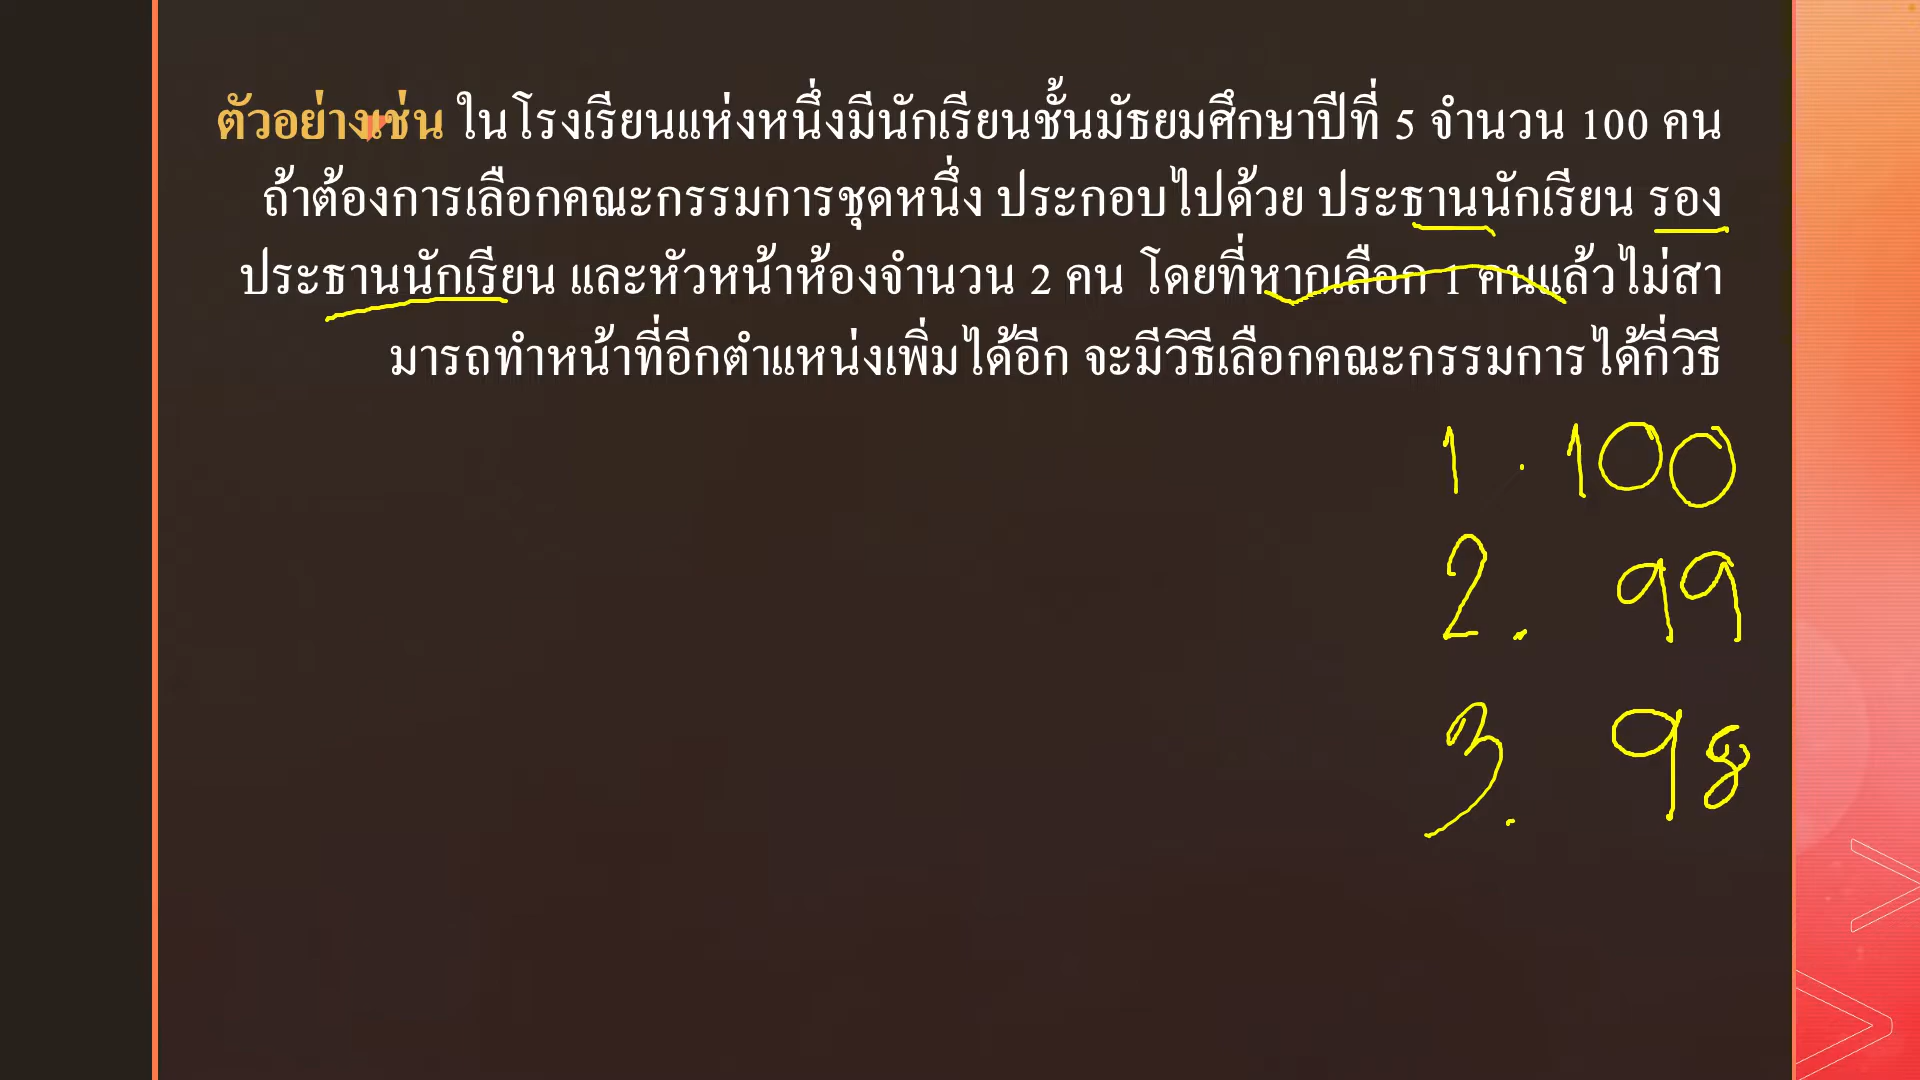 ตัวอย่างเช่น ในโรงเรียนแห่งหนึ่งมีนักเรียนชั้นมัธยมศึกษาปีที่ 5 จำนวน 100 คน
ถ้าต้องการเลือกคณะกรรมการชุดหนึ่ง ประกอบไปด้วย ประธานนักเรียน รอง
ประธานนักเรียน และหัวหน้าห้องจำนวน 2 คน โดยที่หากเลือก 1 คนแล้วไม่สา
มารถทำหน้าที่อีกตำแหน่งเพิ่มได้อีก จะมีวิธีเลือกคณะกรรมการได้กี่วิธี
1 . 100
2. 99
3. 98